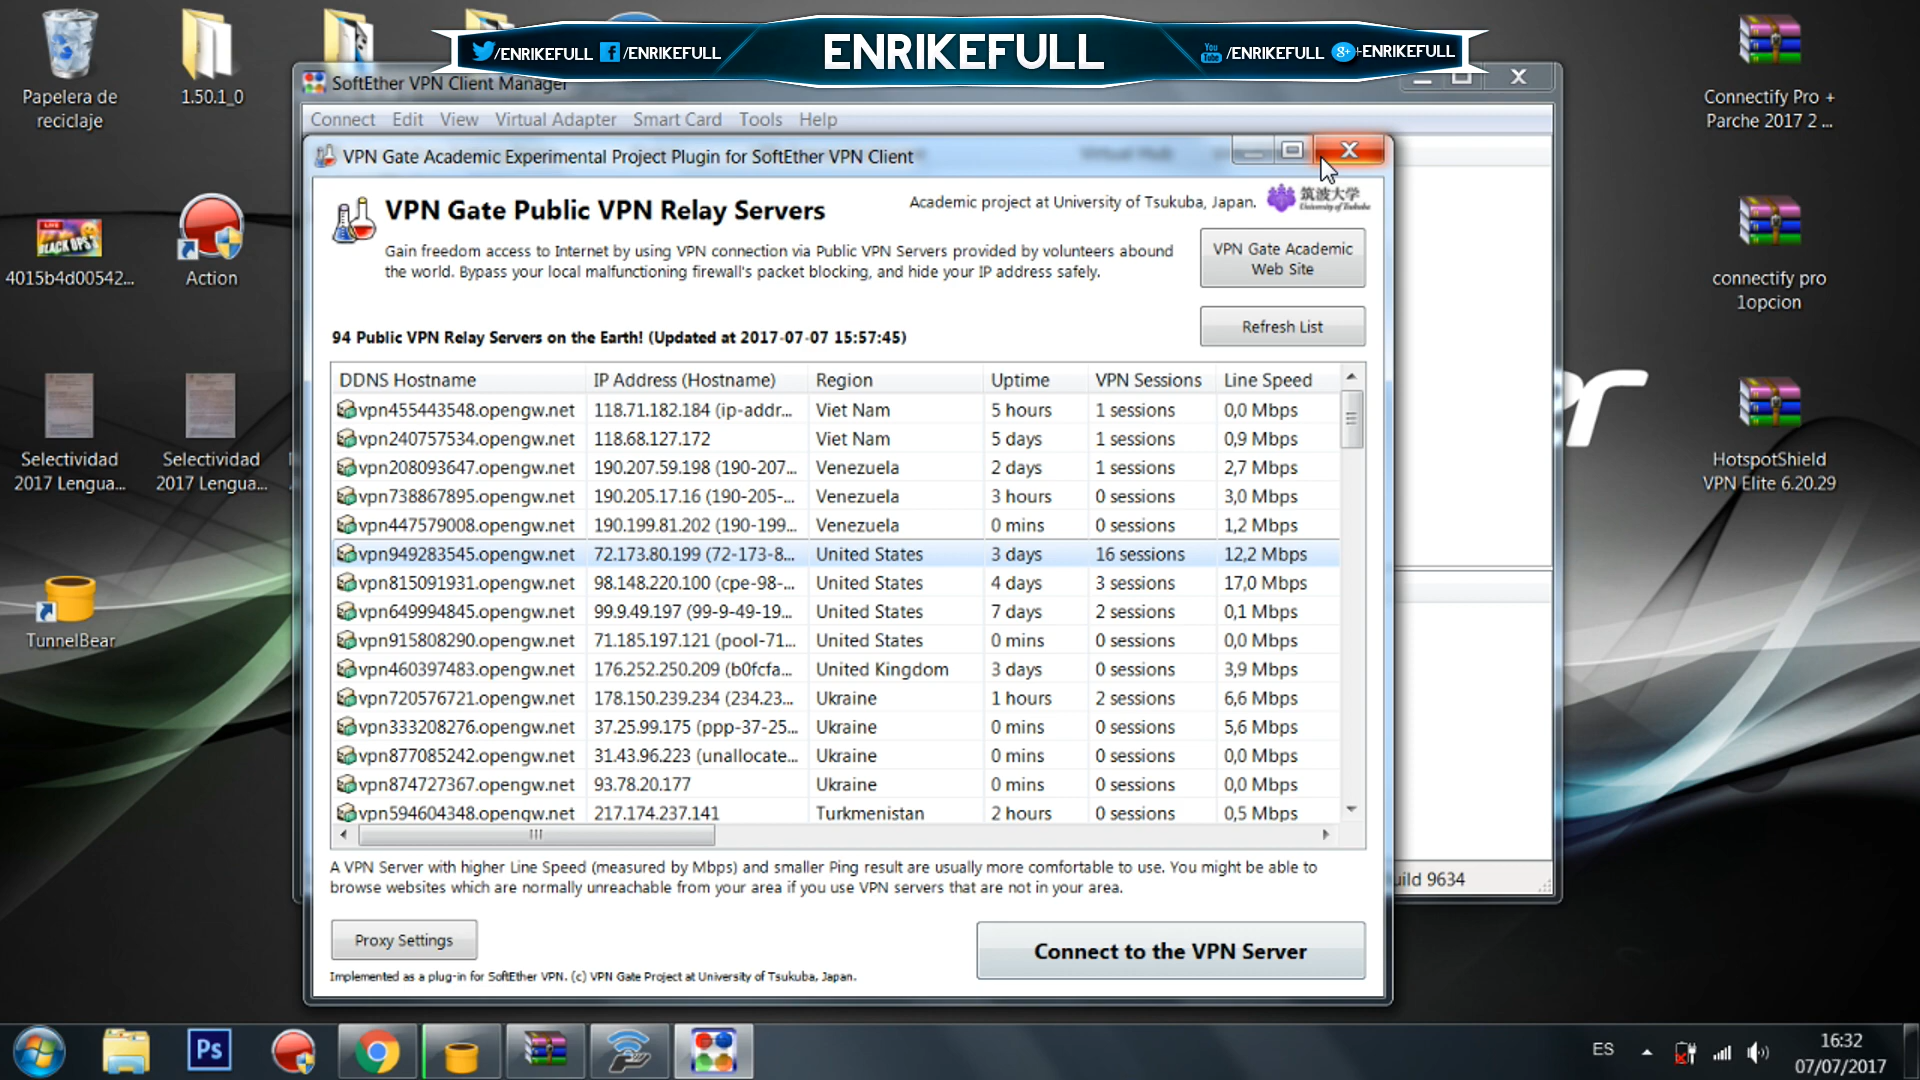 /ENRIKEFULL /ENRIKEFULL ENRIKEFULL You Tube /ENRIKEFULL g+ +ENRIKEFULL
Papelera de
reciclaje
1.50.1_0
LIVE
BLACK OPS
4015b4d00542...
Action
Selectividad
2017 Lengua...
Selectividad
2017 Lengua...
TunnelBear
SoftEther VPN Client Manager
Connect Edit View Virtual Adapter Smart Card Tools Help
Virtual Hub
VPN Gate Academic Experimental Project Plugin for SoftEther VPN Client
VPN Gate Public VPN Relay Servers
Academic project at University of Tsukuba, Japan.
筑波大学
University of Tsukuba
Gain freedom access to Internet by using VPN connection via Public VPN Servers provided by volunteers abound
the world. Bypass your local malfunctioning firewall's packet blocking, and hide your IP address safely.
VPN Gate Academic
Web Site
Refresh List
94 Public VPN Relay Servers on the Earth! (Updated at 2017-07-07 15:57:45)
DDNS Hostname IP Address (Hostname) Region Uptime VPN Sessions Line Speed
vpn455443548.opengw.net 118.71.182.184 (ip-addr... Viet Nam 5 hours 1 sessions 0,0 Mbps
vpn240757534.opengw.net 118.68.127.172 Viet Nam 5 days 1 sessions 0,9 Mbps
vpn208093647.opengw.net 190.207.59.198 (190-207... Venezuela 2 days 1 sessions 2,7 Mbps
vpn738867895.opengw.net 190.205.17.16 (190-205-... Venezuela 3 hours 0 sessions 3,0 Mbps
vpn447579008.opengw.net 190.199.81.202 (190-199... Venezuela 0 mins 0 sessions 1,2 Mbps
vpn949283545.opengw.net 72.173.80.199 (72-173-8... United States 3 days 16 sessions 12,2 Mbps
vpn815091931.opengw.net 98.148.220.100 (cpe-98-... United States 4 days 3 sessions 17,0 Mbps
vpn649994845.opengw.net 99.9.49.197 (99-9-49-19... United States 7 days 2 sessions 0,1 Mbps
vpn915808290.opengw.net 71.185.197.121 (pool-71... United States 0 mins 0 sessions 0,0 Mbps
vpn460397483.opengw.net 176.252.250.209 (b0fcfa... United Kingdom 3 days 0 sessions 3,9 Mbps
vpn720576721.opengw.net 178.150.239.234 (234.23... Ukraine 1 hours 2 sessions 6,6 Mbps
vpn333208276.opengw.net 37.25.99.175 (ppp-37-25... Ukraine 0 mins 0 sessions 5,6 Mbps
vpn877085242.opengw.net 31.43.96.223 (unallocate... Ukraine 0 mins 0 sessions 0,0 Mbps
vpn874727367.opengw.net 93.78.20.177 Ukraine 0 mins 0 sessions 0,0 Mbps
vpn594604348.opengw.net 217.174.237.141 Turkmenistan 2 hours 0 sessions 0,5 Mbps
A VPN Server with higher Line Speed (measured by Mbps) and smaller Ping result are usually more comfortable to use. You might be able to
browse websites which are normally unreachable from your area if you use VPN servers that are not in your area.
Proxy Settings
Connect to the VPN Server
Implemented as a plug-in for SoftEther VPN. (c) VPN Gate Project at University of Tsukuba, Japan.
uild 9634
Connectify Pro +
Parche 2017 2 ...
connectify pro
1opcion
HotspotShield
VPN Elite 6.20.29
Ps
ES
16:32
07/07/2017